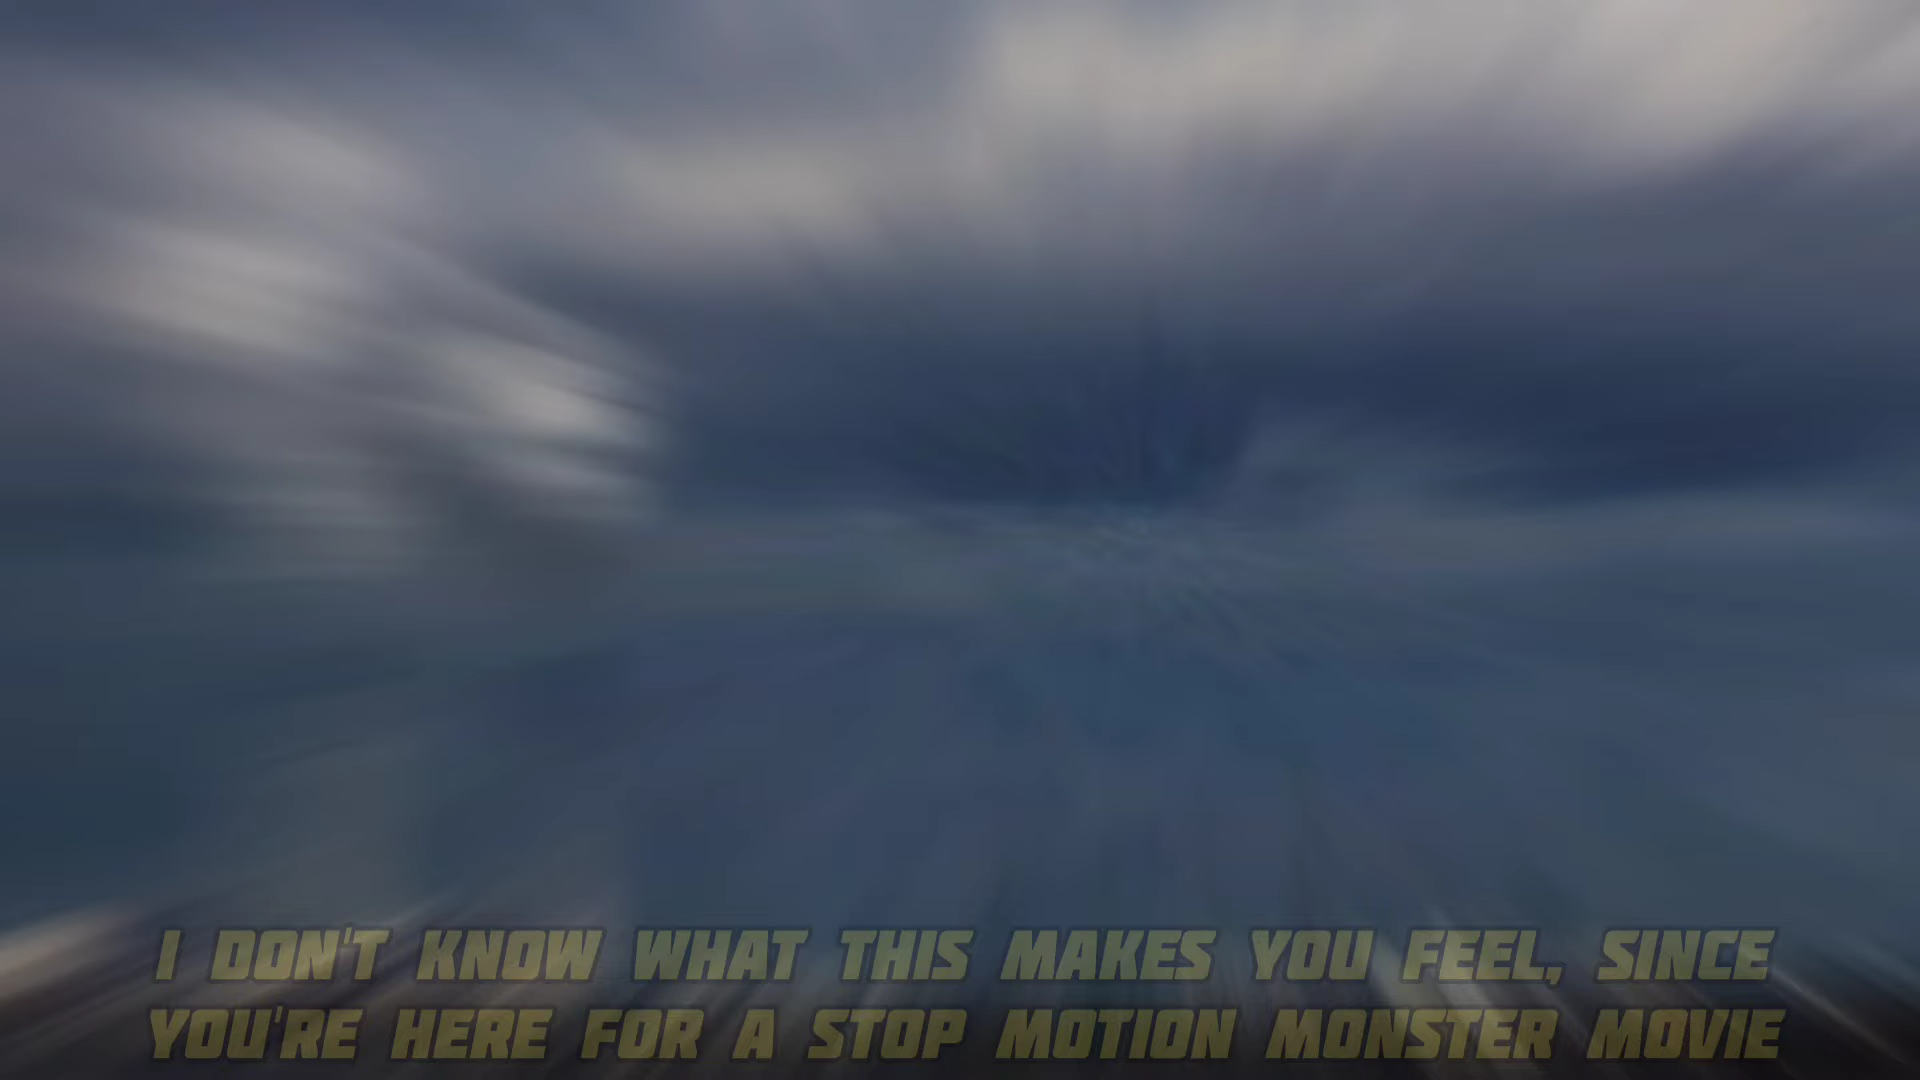 I DON'T KNOW WHAT THIS MAKES YOU FEEL, SINCE
YOU'RE HERE FOR A STOP MOTION MONSTER MOVIE